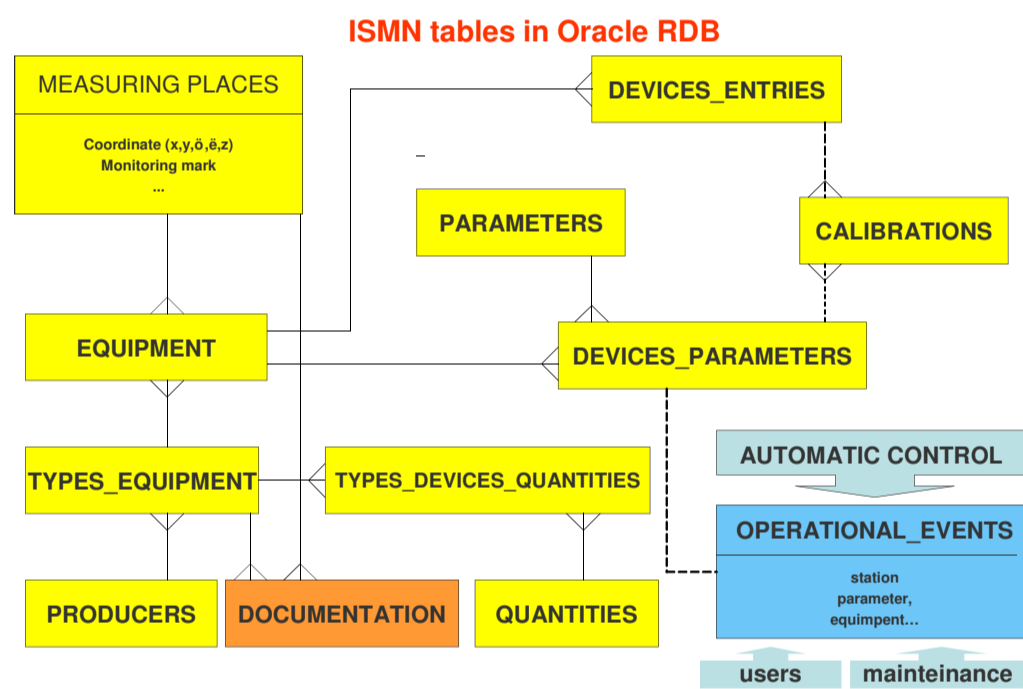 ISMN tables in Oracle RDB
MEASURING PLACES
Coordinate (x,y,ö,ë,z)
Monitoring mark
...
DEVICES_ENTRIES
–
PARAMETERS
CALIBRATIONS
EQUIPMENT
DEVICES_PARAMETERS
TYPES_EQUIPMENT
TYPES_DEVICES_QUANTITIES
AUTOMATIC CONTROL
OPERATIONAL_EVENTS
station
parameter,
equimpent...
PRODUCERS
DOCUMENTATION
QUANTITIES
users
mainteinance